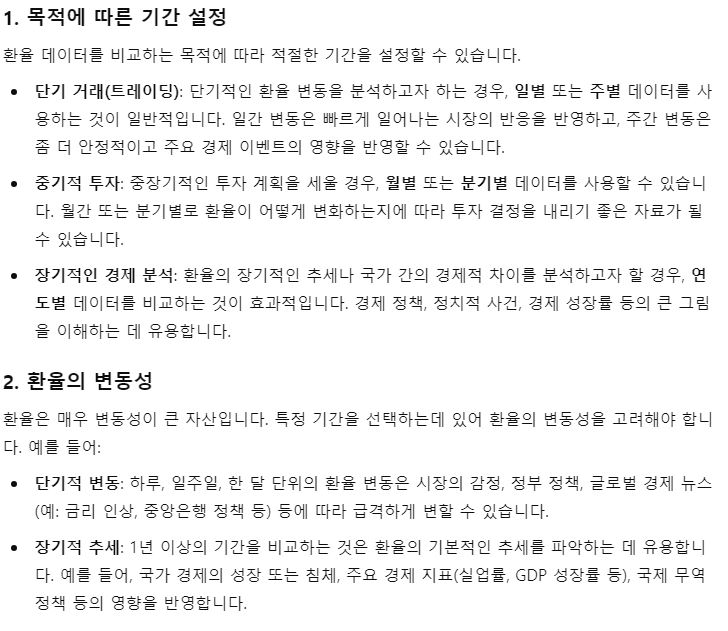 1. 목적에 따른 기간 설정
환율 데이터를 비교하는 목적에 따라 적절한 기간을 설정할 수 있습니다.
• 단기 거래(트레이딩): 단기적인 환율 변동을 분석하고자 하는 경우, 일별 또는 주별 데이터를 사
용하는 것이 일반적입니다. 일간 변동은 빠르게 일어나는 시장의 반응을 반영하고, 주간 변동은
좀 더 안정적이고 주요 경제 이벤트의 영향을 반영할 수 있습니다.
• 중기적 투자: 중장기적인 투자 계획을 세울 경우, 월별 또는 분기별 데이터를 사용할 수 있습니
다. 월간 또는 분기별로 환율이 어떻게 변화하는지에 따라 투자 결정을 내리기 좋은 자료가 될
수 있습니다.
• 장기적인 경제 분석: 환율의 장기적인 추세나 국가 간의 경제적 차이를 분석하고자 할 경우, 연
도별 데이터를 비교하는 것이 효과적입니다. 경제 정책, 정치적 사건, 경제 성장률 등의 큰 그림
을 이해하는 데 유용합니다.
2. 환율의 변동성
환율은 매우 변동성이 큰 자산입니다. 특정 기간을 선택하는데 있어 환율의 변동성을 고려해야 합니
다. 예를 들어:
• 단기적 변동: 하루, 일주일, 한 달 단위의 환율 변동은 시장의 감정, 정부 정책, 글로벌 경제 뉴스
(예: 금리 인상, 중앙은행 정책 등) 등에 따라 급격하게 변할 수 있습니다.
• 장기적 추세: 1년 이상의 기간을 비교하는 것은 환율의 기본적인 추세를 파악하는 데 유용합니
다. 예를 들어, 국가 경제의 성장 또는 침체, 주요 경제 지표(실업률, GDP 성장률 등), 국제 무역
정책 등의 영향을 반영합니다.